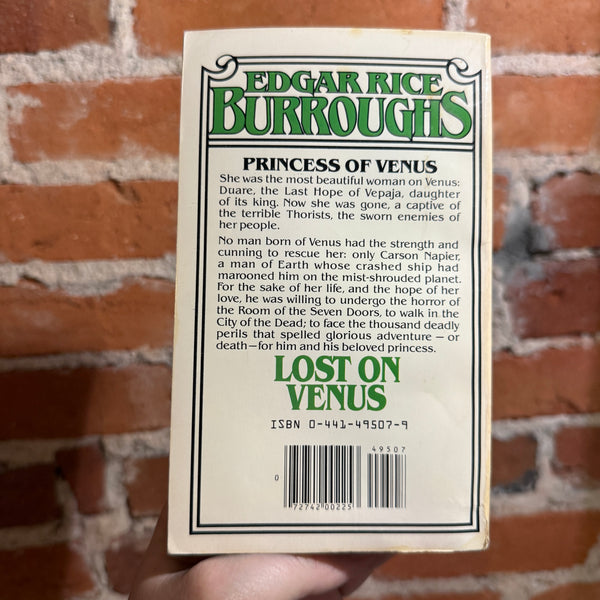 EDGAR RICE
BURROUGHS
PRINCESS OF VENUS
She was the most beautiful woman on Venus:
Duare, the Last Hope of Vepaja, daughter
of its king. Now she was gone, a captive of
the terrible Thorists, the sworn enemies of
her people.
No man born of Venus had the strength and
cunning to rescue her: only Carson Napier,
a man of Earth whose crashed ship had
marooned him on the mist-shrouded planet.
For the sake of her life, and the hope of her
love, he was willing to undergo the horror of
the Room of the Seven Doors, to walk in the
City of the Dead; to face the thousand deadly
perils that spelled glorious adventure — or
death—for him and his beloved princess.
LOST ON
VENUS
ISBN 0-441-49507-9
49507
0
72742 00225